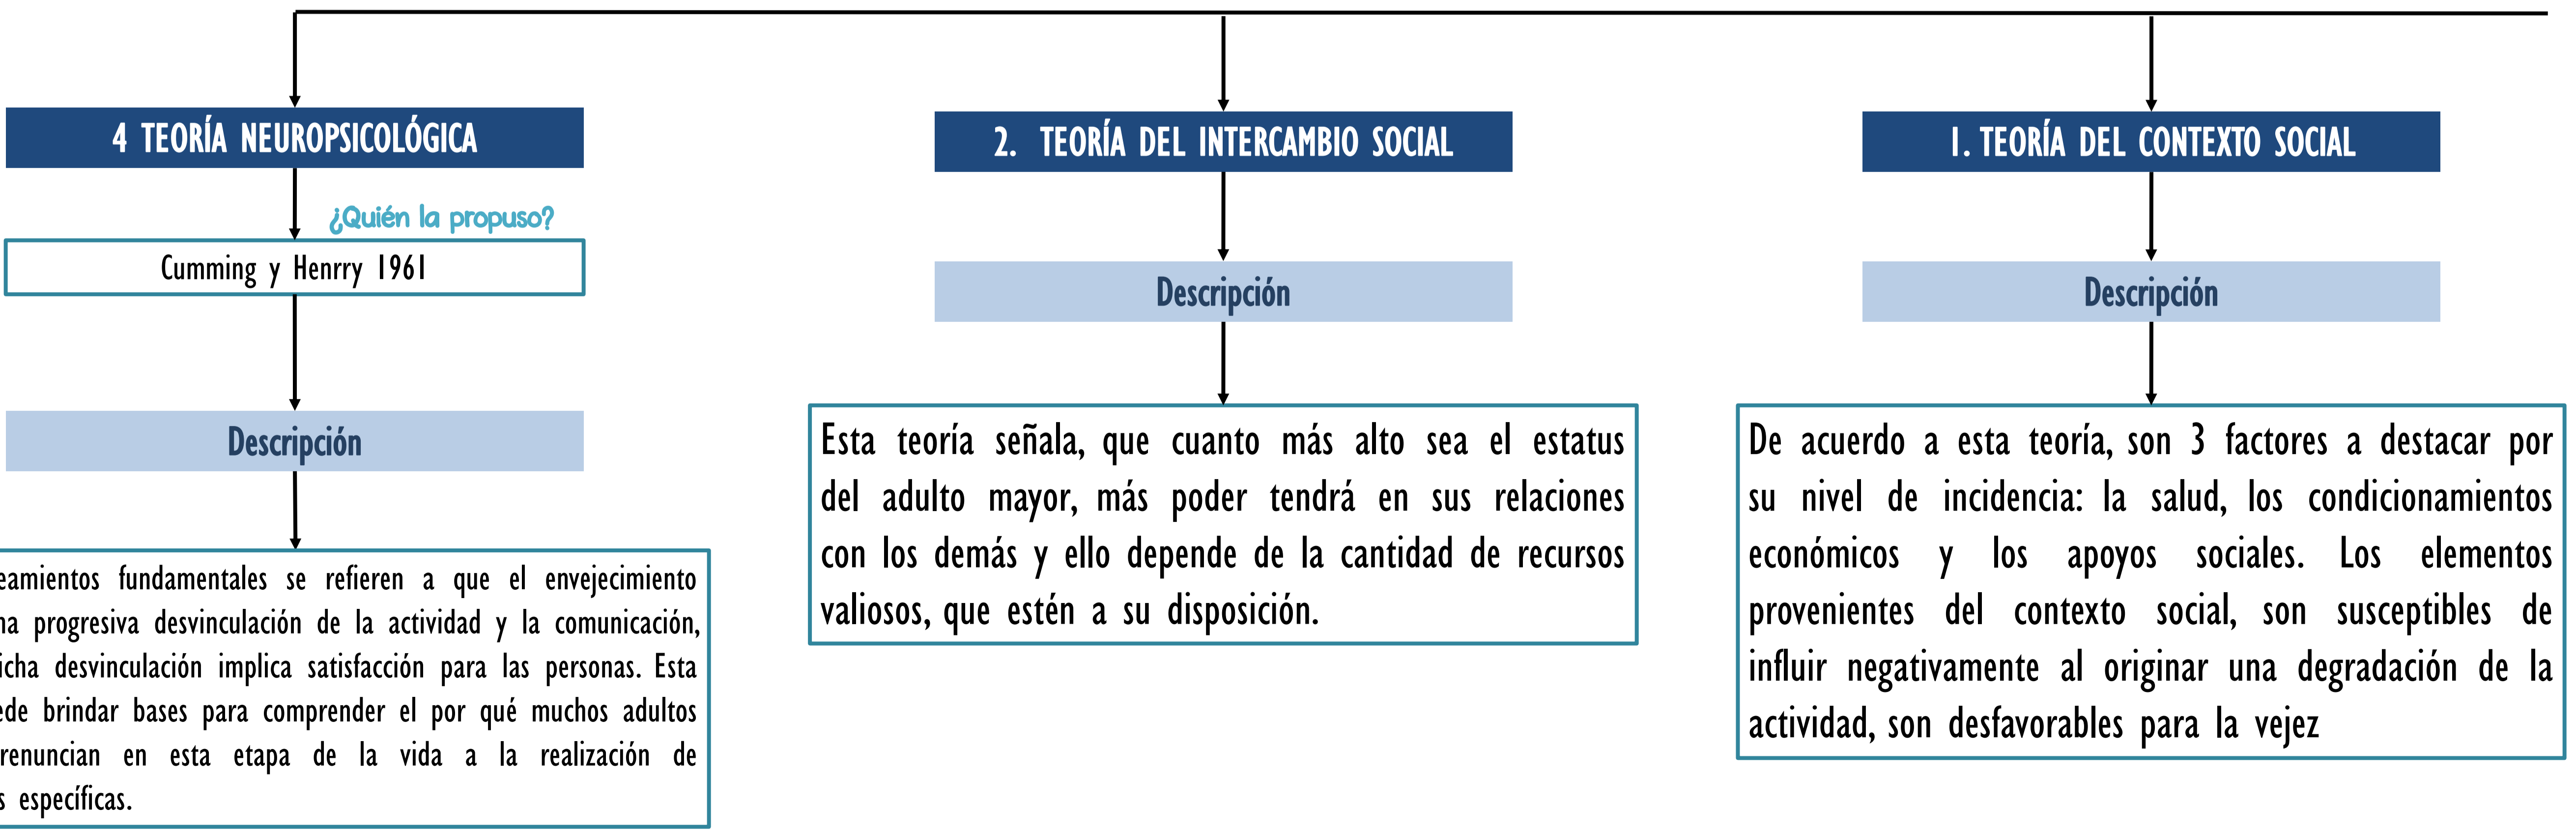 4 TEORÍA NEUROPSICOLÓGICA
¿Quién la propuso?
Cumming y Henrry 1961
Descripción
fundamentales se refieren a que el envejecimiento
progresiva desvinculación de la actividad y la comunicación,
desvinculación implica satisfacción para las personas. Esta
brindar bases para comprender el por qué muchos adultos
renuncian en esta etapa de la vida a la realización de
específicas.
2. TEORÍA DEL INTERCAMBIO SOCIAL
Descripción
Esta teoría señala, que cuanto más alto sea el estatus
del adulto mayor, más poder tendrá en sus relaciones
con los demás y ello depende de la cantidad de recursos
valiosos, que estén a su disposición.
1. TEORÍA DEL CONTEXTO SOCIAL
Descripción
De acuerdo a esta teoría, son 3 factores a destacar por
su nivel de incidencia: la salud, los condicionamientos
económicos y los apoyos sociales. Los elementos
provenientes del contexto social, son susceptibles de
influir negativamente al originar una degradación de la
actividad, son desfavorables para la vejez